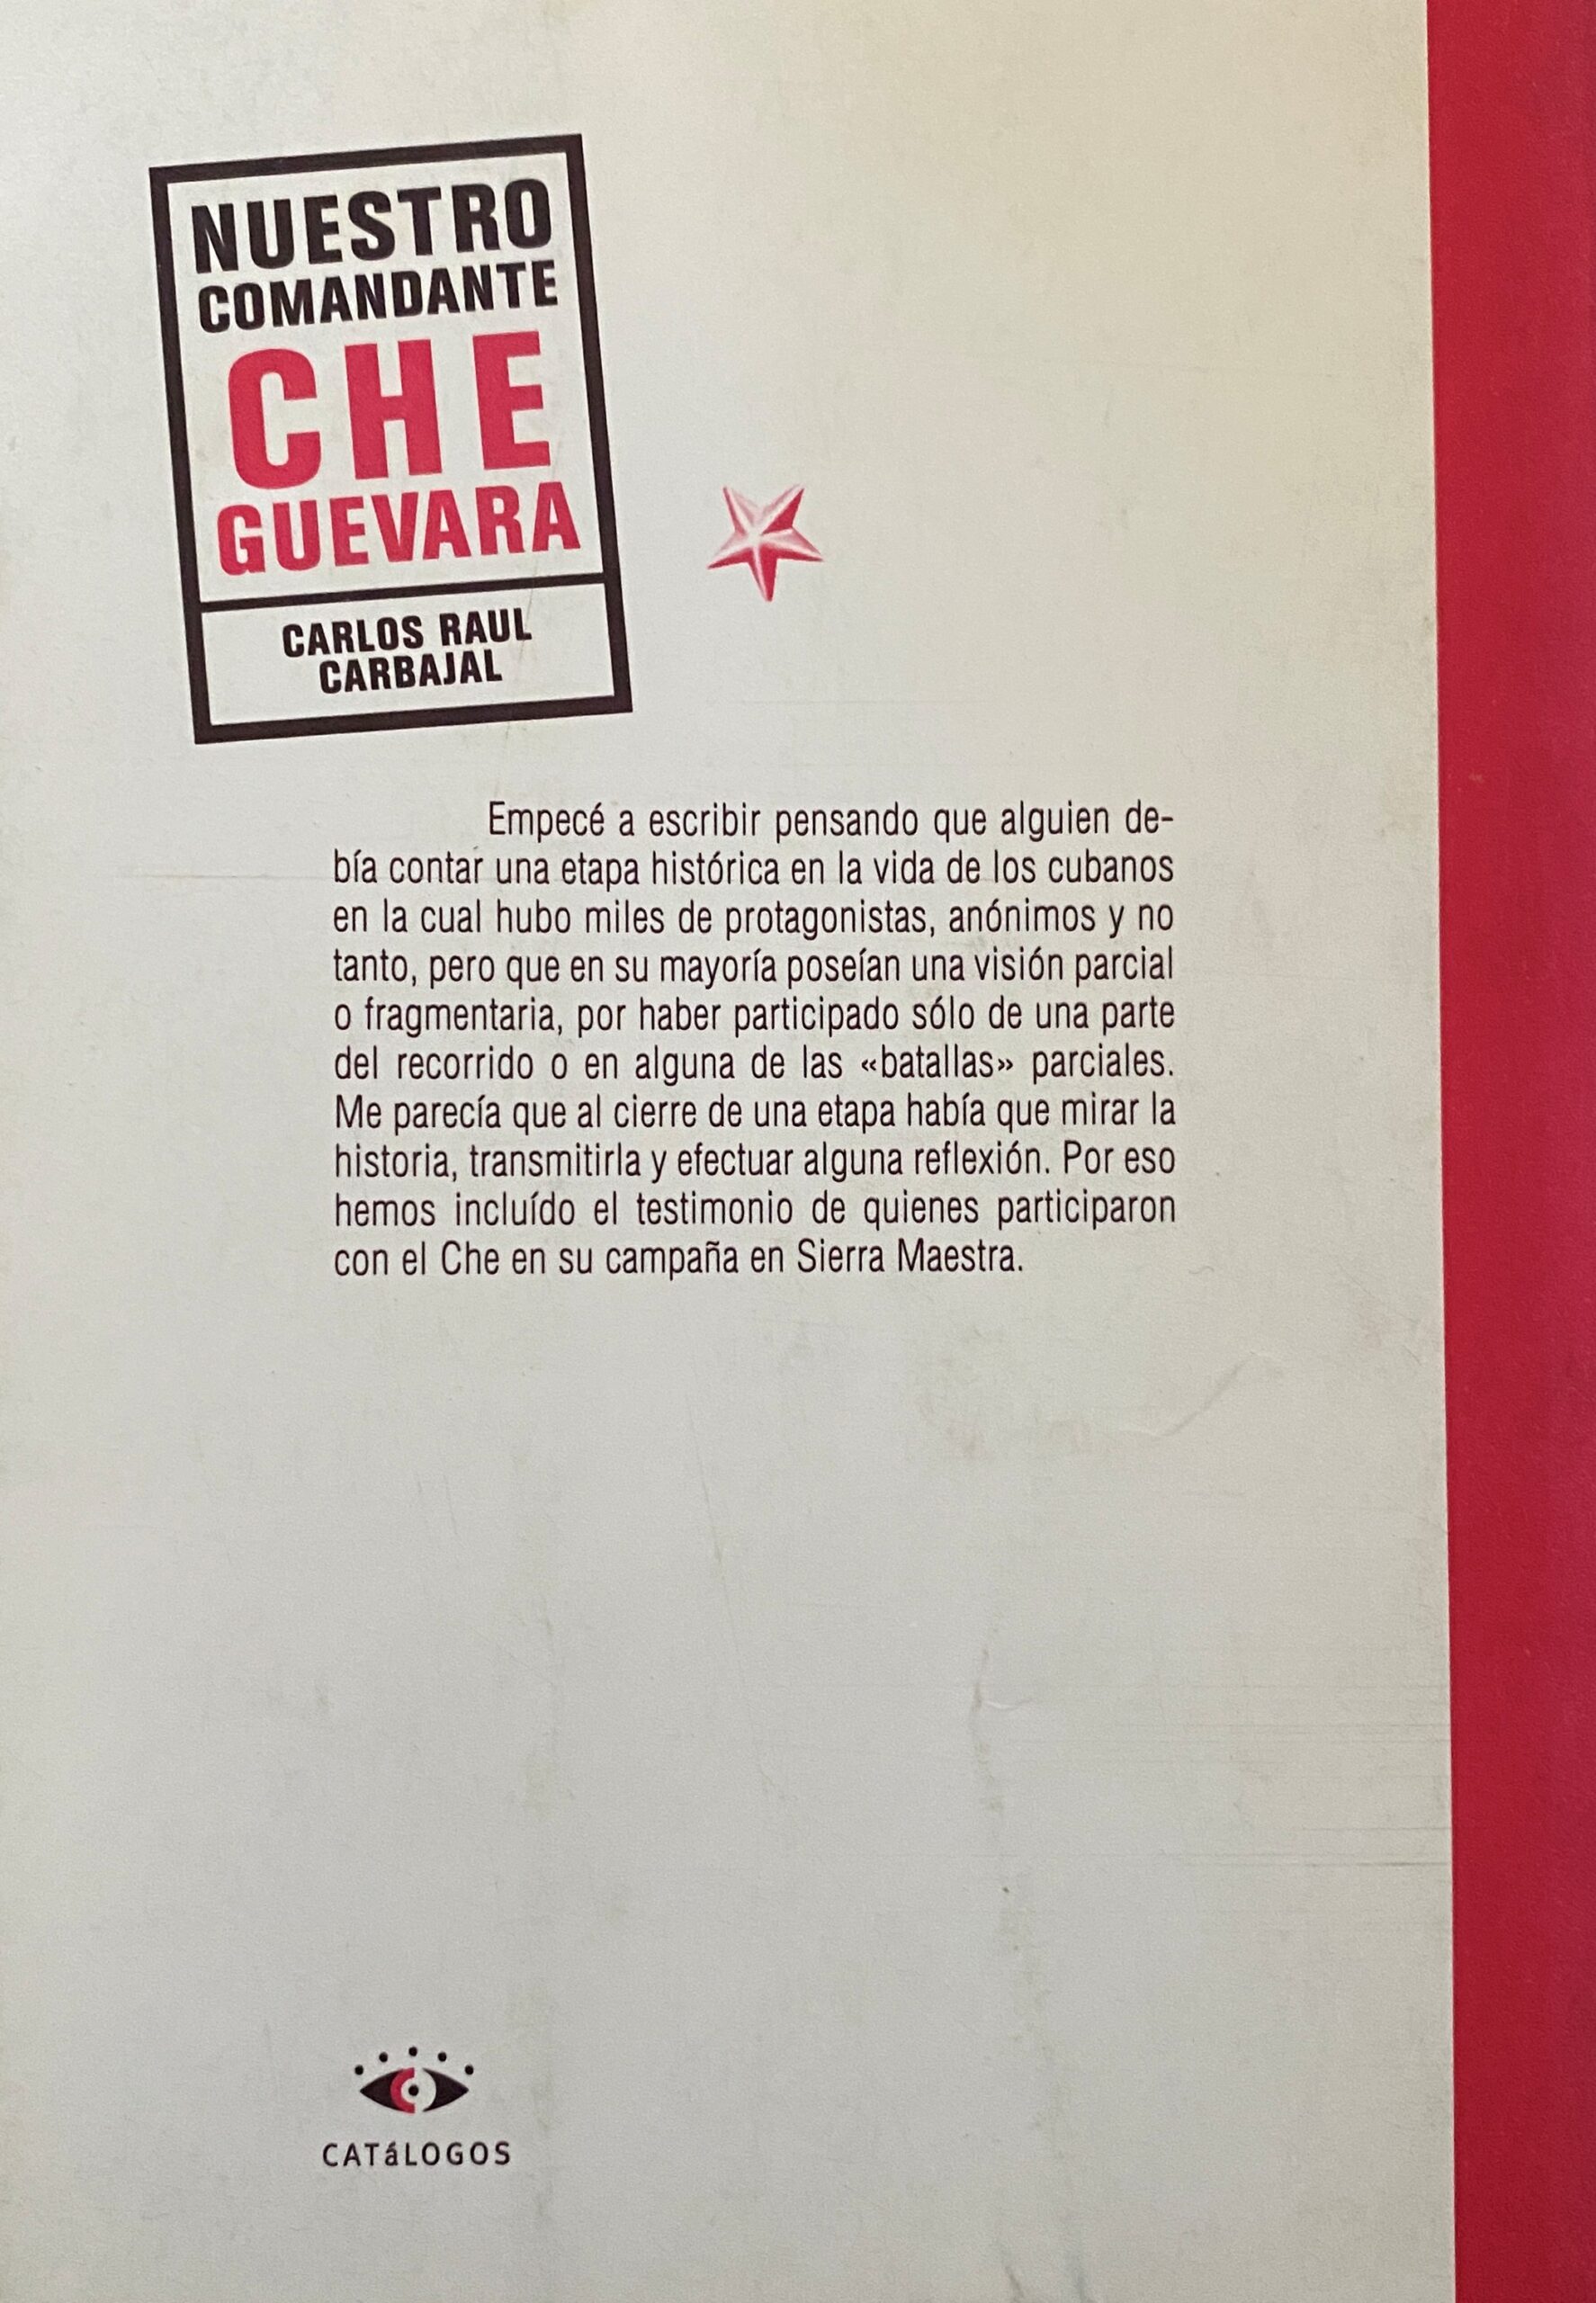 NUESTRO
COMANDANTE
CHE
GUEVARA
CARLOS RAUL
CARBAJAL
Empecé a escribir pensando que alguien de-
bía contar una etapa histórica en la vida de los cubanos
en la cual hubo miles de protagonistas, anónimos y no
tanto, pero que en su mayoría poseían una visión parcial
o fragmentaria, por haber participado sólo de una parte
del recorrido o en alguna de las «batallas» parciales.
Me parecía que al cierre de una etapa había que mirar la
historia, transmitirla y efectuar alguna reflexión. Por eso
hemos incluído el testimonio de quienes participaron
con el Che en su campaña en Sierra Maestra.
CATáLOGOS